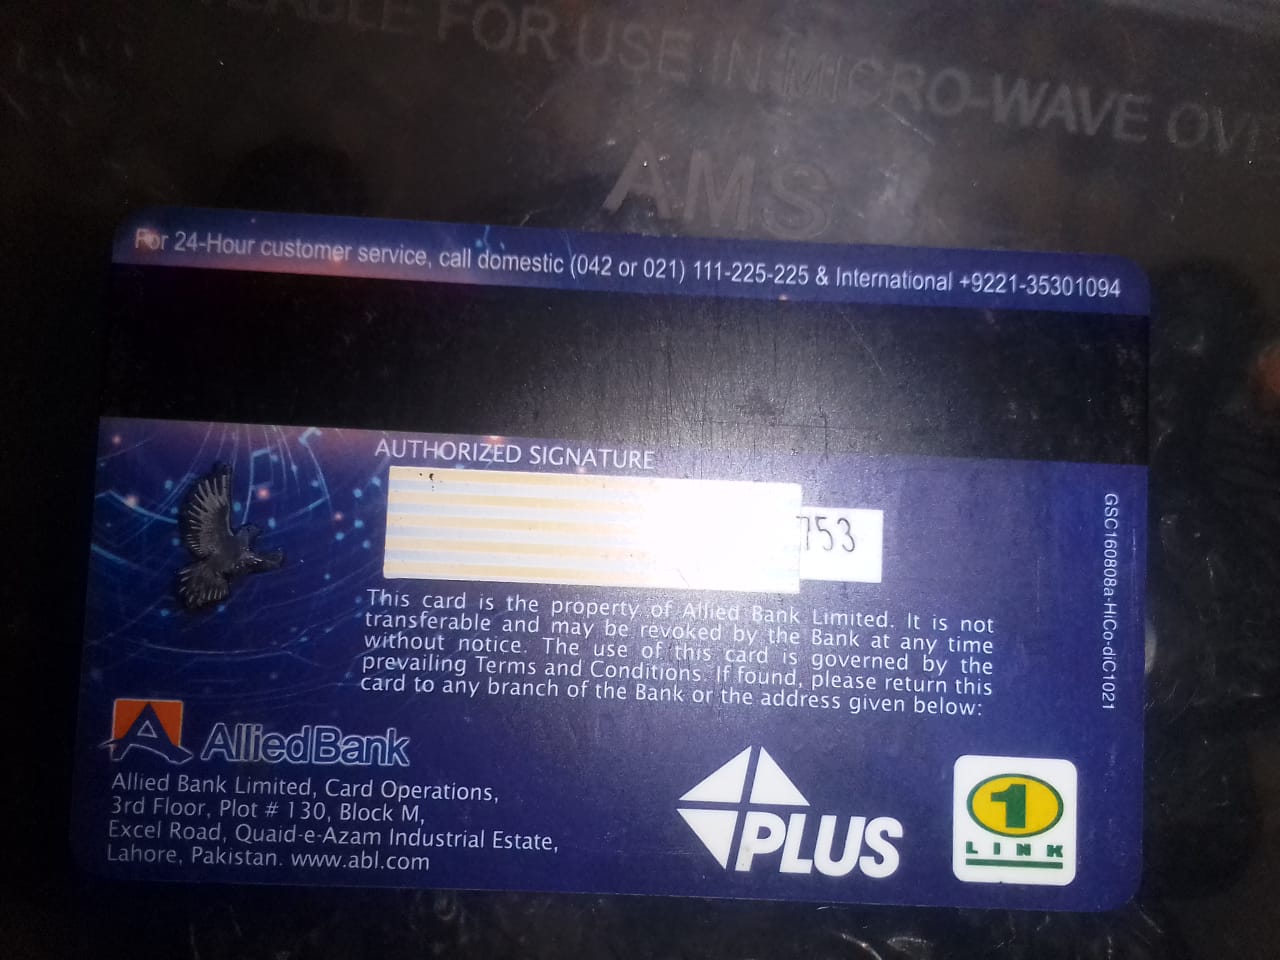 FOR USE IN MICRO-WAVE
AMS
For 24-Hour customer service, call domestic (042 or 021) 111-225-225 & International +9221-35301094
AUTHORIZED SIGNATURE
753
GSC160808a-HICo-diC1021
This card is the property of Allied Bank Limited. It is not
transferable and may be revoked by the Bank at any time
without notice. The use of this card is governed by the
prevailing Terms and Conditions. If found, please return this
card to any branch of the Bank or the address given below:
Allied Bank
Allied Bank Limited, Card Operations,
3rd Floor, Plot # 130, Block M,
Excel Road, Quaid-e-Azam Industrial Estate,
Lahore, Pakistan. www.abl.com
PLUS
1
LINK